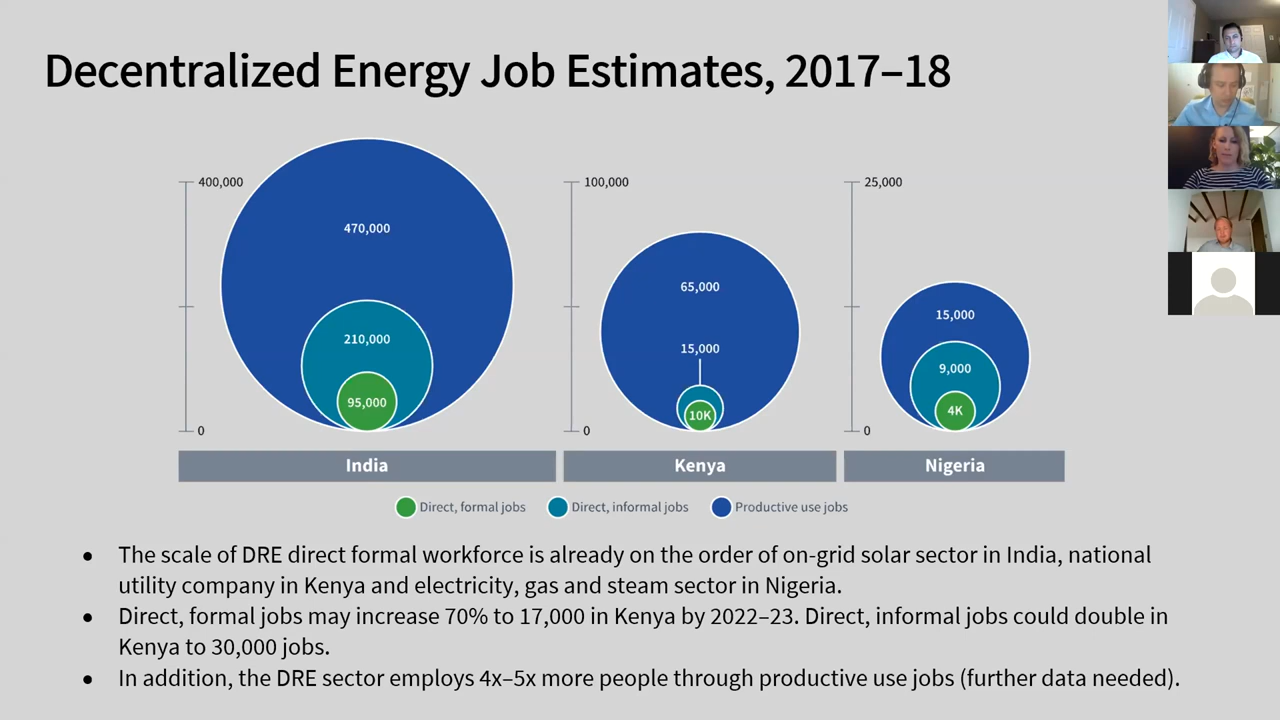 Decentralized Energy Job Estimates, 2017–18
400,000
470,000
210,000
95,000
0
India
100,000
65,000
15,000
10K
0
Kenya
25,000
15,000
9,000
4K
0
Nigeria
Direct, formal jobs
Direct, informal jobs
Productive use jobs
• The scale of DRE direct formal workforce is already on the order of on-grid solar sector in India, national
utility company in Kenya and electricity, gas and steam sector in Nigeria.
• Direct, formal jobs may increase 70% to 17,000 in Kenya by 2022–23. Direct, informal jobs could double in
Kenya to 30,000 jobs.
• In addition, the DRE sector employs 4x–5x more people through productive use jobs (further data needed).